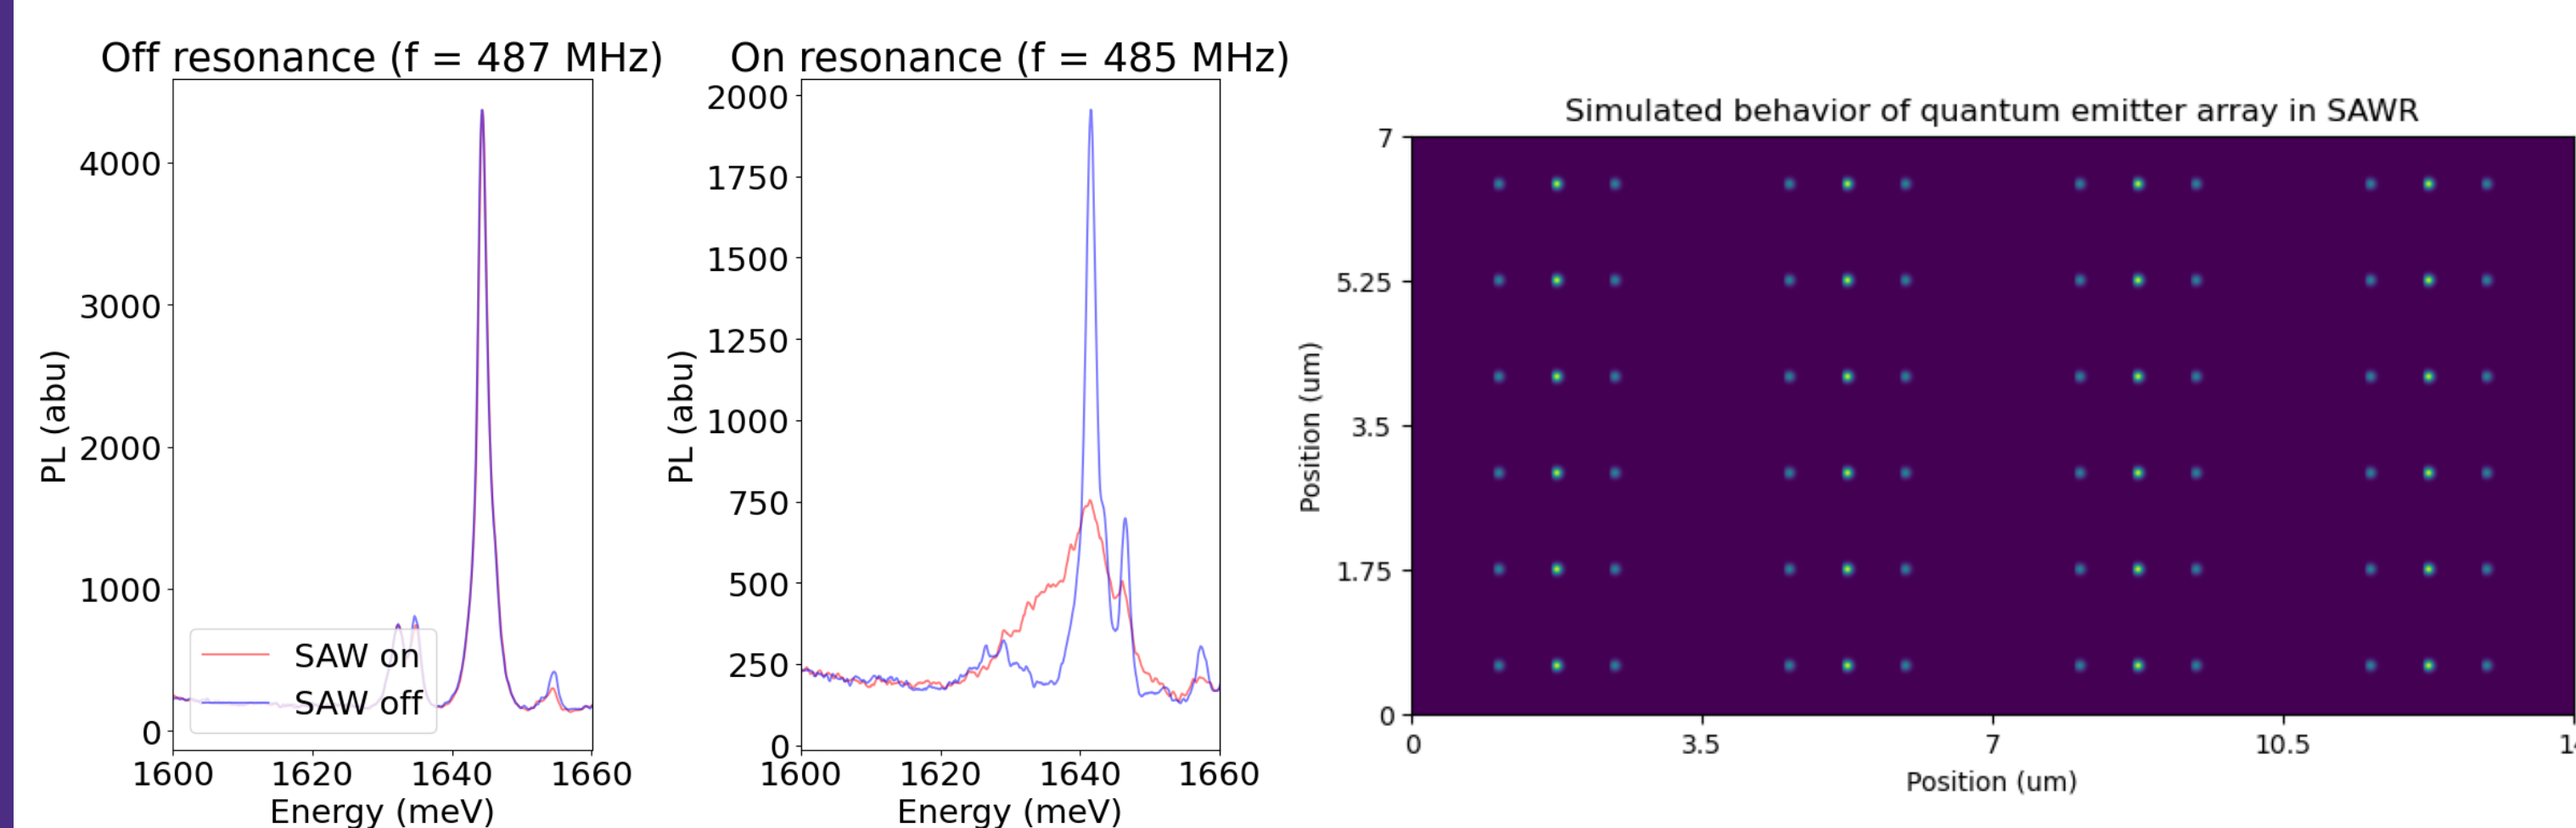 Off resonance (f = 487 MHz)
PL (abu)
4000
3000
2000
1000
0
SAW on
SAW off
1600 1620 1640 1660
Energy (meV)
On resonance (f = 485 MHz)
PL (abu)
2000
1750
1500
1250
1000
750
500
250
0
1600 1620 1640 1660
Energy (meV)
Simulated behavior of quantum emitter array in SAWR
Position (um)
7
5.25
3.5
1.75
0
0 3.5 7 10.5
Position (um)